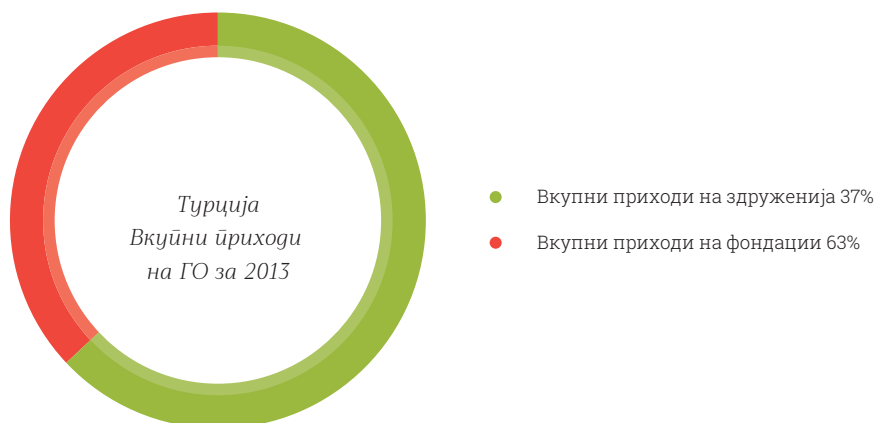 Турција
Вкупни приходи
на ГО за 2013
Вкупни приходи на здруженија 37%
Вкупни приходи на фондации 63%